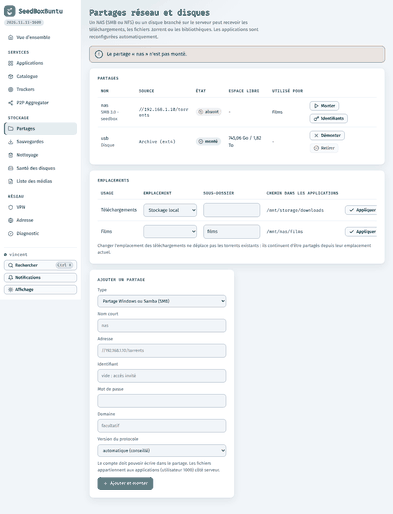 SeedBoxBuntu
Vue d'ensemble
SERVICES
Applications
Catalogue
Trackers
P2P Aggregator
STOCKAGE
Partages
Sauvegardes
Nettoyage
Santé des disques
Liste des médias
RÉSEAU
VPN
Adresse
Diagnostic
vincent
Rechercher Ctrl K
Notifications
Affichage
Partages réseau et disques
Un NAS (SMB ou NFS) ou un disque branché sur le serveur peut recevoir les
téléchargements, les fichiers .torrent ou les bibliothèques. Les applications sont
reconfigurées automatiquement.
Le partage « nas » n'est pas monté.
PARTAGES
NOM SOURCE ÉTAT ESPACE LIBRE UTILISÉ POUR
nas
SMB 3.0 ·
seedbox
//192.168.1.10/torr
ents
- Films
Monter
Identifiants
usb
Disque
Archive (ext4)
monté
745,06 Go / 1,82
To
-
Démonter
Retirer
EMPLACEMENTS
USAGE EMPLACEMENT SOUS-DOSSIER CHEMIN DANS LES APPLICATIONS
Téléchargements Stockage local /mnt/storage/downloads Appliquer
Films films /mnt/nas/films Appliquer
Changer l'emplacement des téléchargements ne déplace pas les torrents existants : ils continuent d'être partagés depuis leur emplacement
actuel.
AJOUTER UN PARTAGE
Type
Partage Windows ou Samba (SMB)
Nom court
nas
Adresse
//192.168.1.10/torrents
Identifiant
vide : accès invité
Mot de passe
Domaine
facultatif
Version du protocole
automatique (conseillé)
Le compte doit pouvoir écrire dans le partage. Les fichiers
appartiennent aux applications (utilisateur 1000) côté serveur.
+ Ajouter et monter